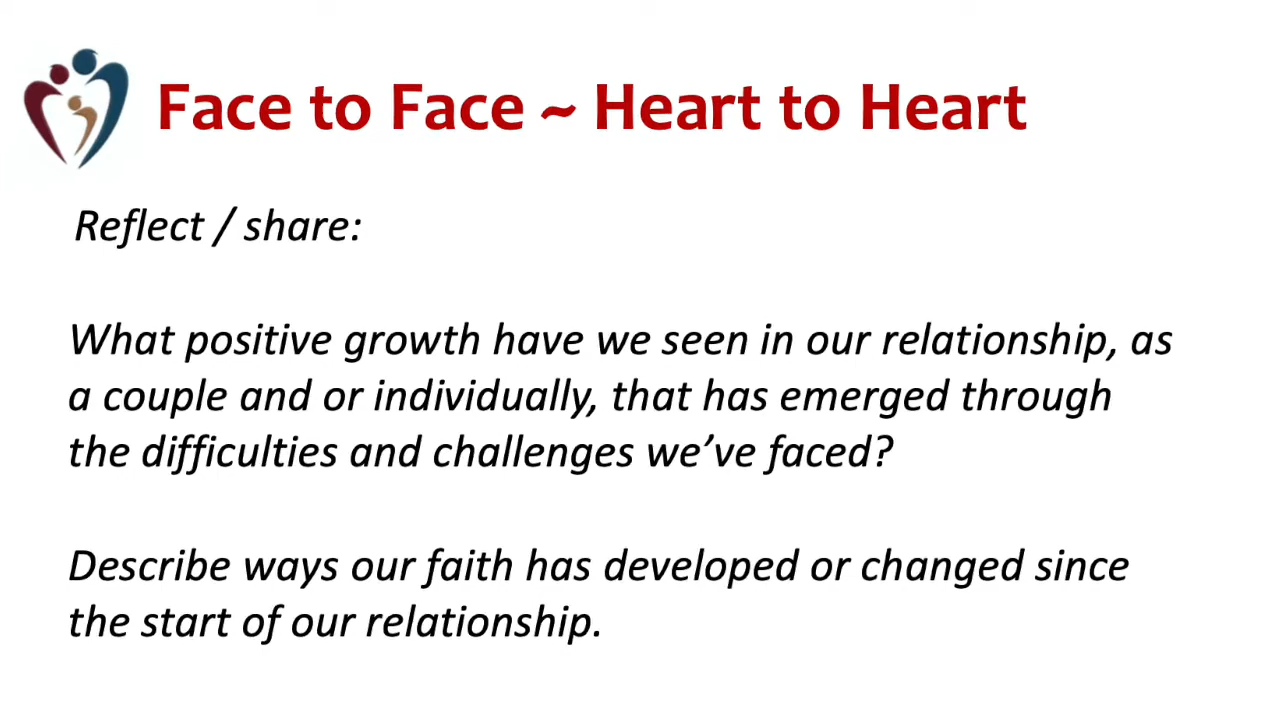 Face to Face ~ Heart to Heart
Reflect / share:
What positive growth have we seen in our relationship, as
a couple and or individually, that has emerged through
the difficulties and challenges we’ve faced?
Describe ways our faith has developed or changed since
the start of our relationship.